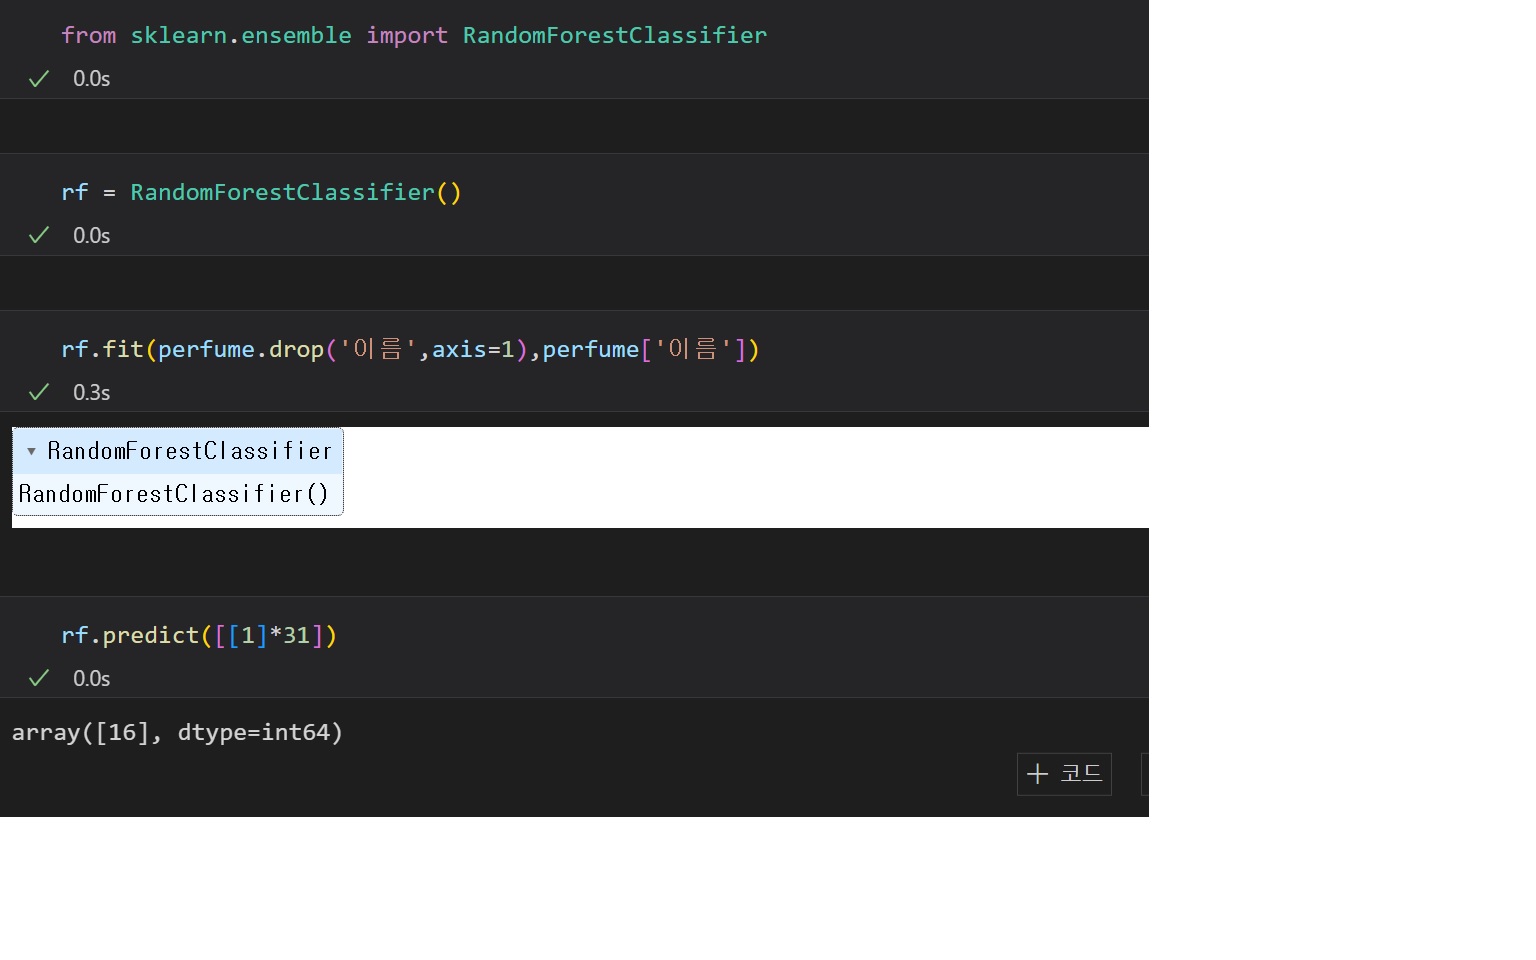 from sklearn.ensemble import RandomForestClassifier
0.0s
rf = RandomForestClassifier()
0.0s
rf.fit(perfume.drop('이름',axis=1),perfume['이름'])
0.3s
RandomForestClassifier
RandomForestClassifier()
rf.predict([[1]*31])
0.0s
array([16], dtype=int64)
+ 코드